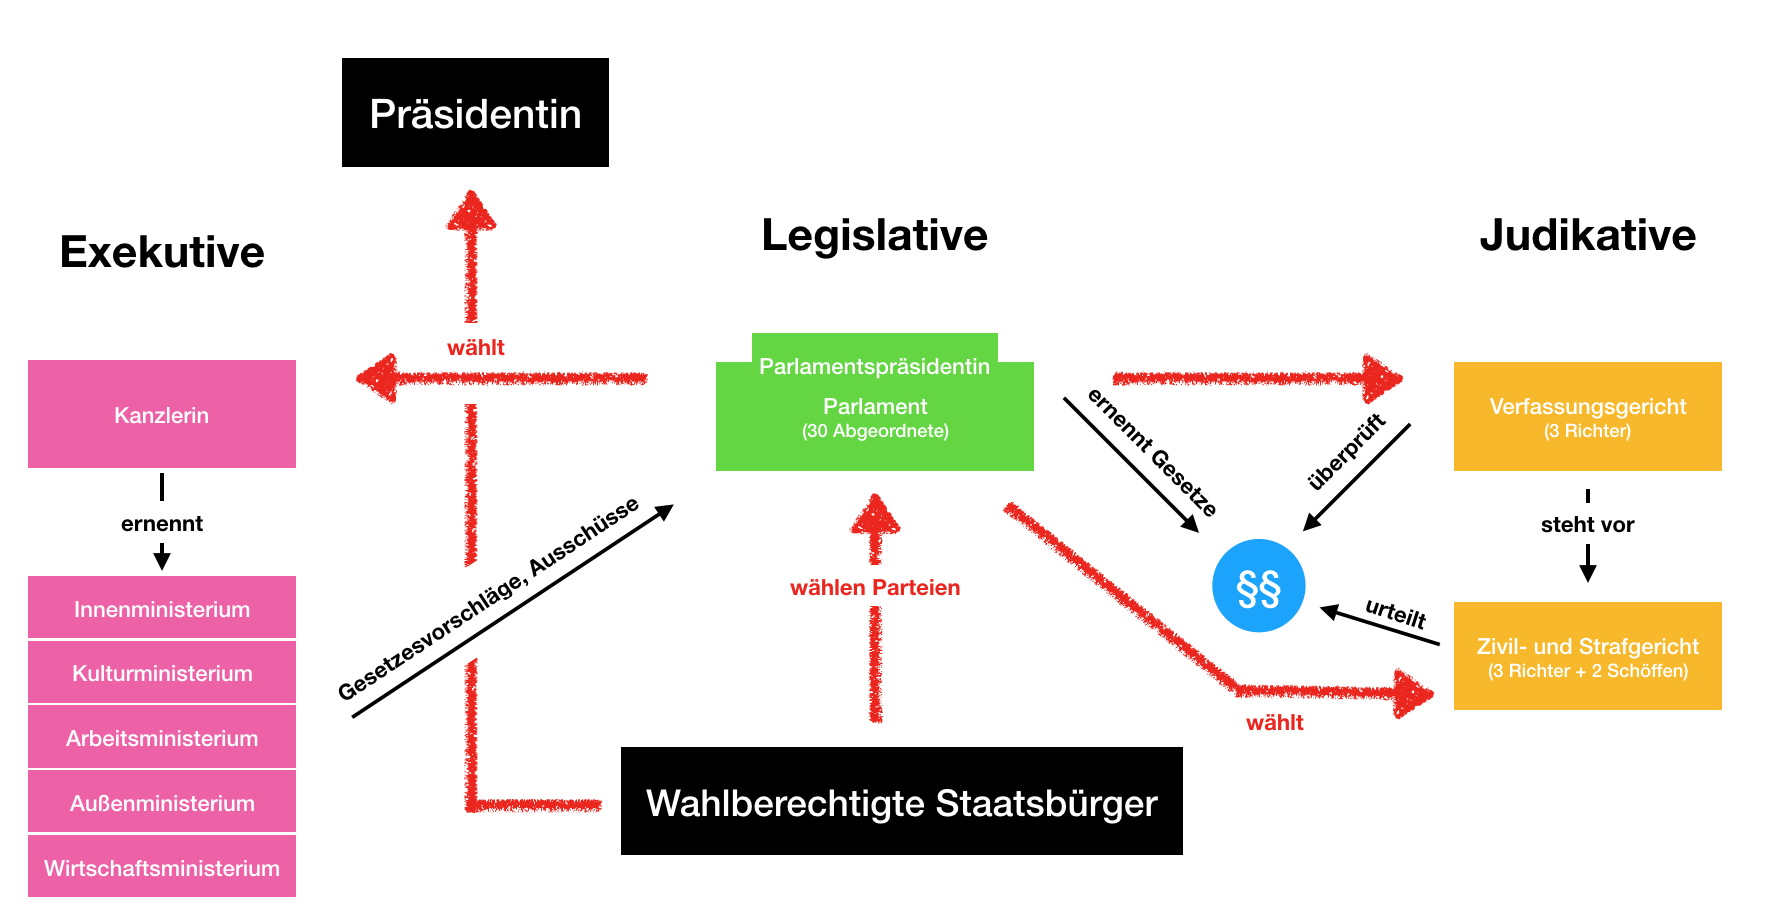 Präsidentin
Exekutive
Legislative
Judikative
wählt
Kanzlerin
ernennt
Innenministerium
Kulturministerium
Arbeitsministerium
Außenministerium
Wirtschaftsministerium
Gesetzesvorschläge, Ausschüsse
Parlamentspräsidentin
Parlament
(30 Abgeordnete)
wählen Parteien
Wahlberechtigte Staatsbürger
ernennt Gesetze
überprüft
§§
urteilt
wählt
Verfassungsgericht
(3 Richter)
steht vor
Zivil- und Strafgericht
(3 Richter + 2 Schöffen)